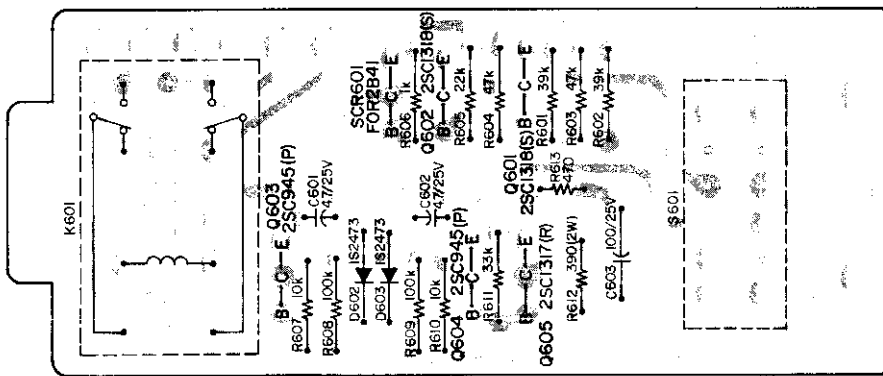 K601
Q603
2SC945(P)
B C E
R607 10k
R608 100k
C601
47/25V
D602 1S2473
D603 1S2473
R609 100k
R610 10k
C602
4.7/25V
Q604 2SC945(P)
B C E
R611 33k
SCR601
FOR2B41
B C E
R606 1k
Q602 2SC1318(S)
B C E
R605 22k
R604 47k
B C E
R601 39k
R603 47k
R602 39k
Q601
2SC1318(S)
R613
470
B C E
Q605 2SC1317(R)
R612 390(2W)
C603 100/25V
S601